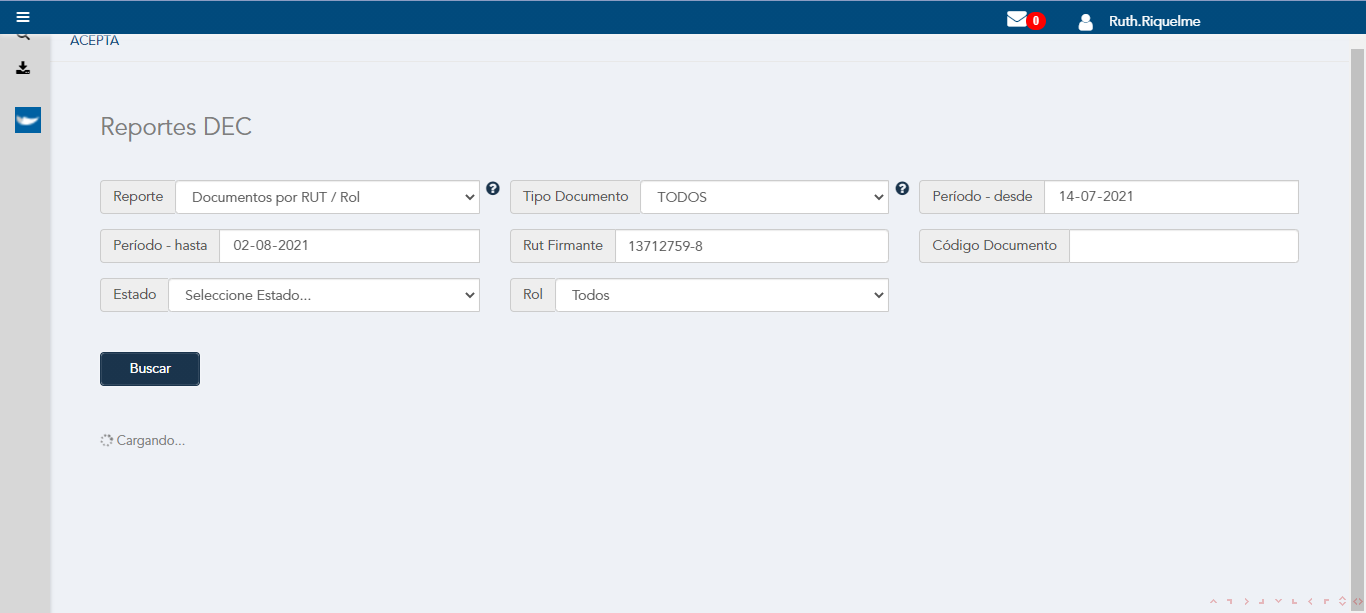 0 Ruth.Riquelme
ACEPTA
Reportes DEC
Reporte Documentos por RUT / Rol ? Tipo Documento TODOS ? Período - desde 14-07-2021
Período - hasta 02-08-2021 Rut Firmante 13712759-8 Código Documento
Estado Seleccione Estado... Rol Todos
Buscar
Cargando...